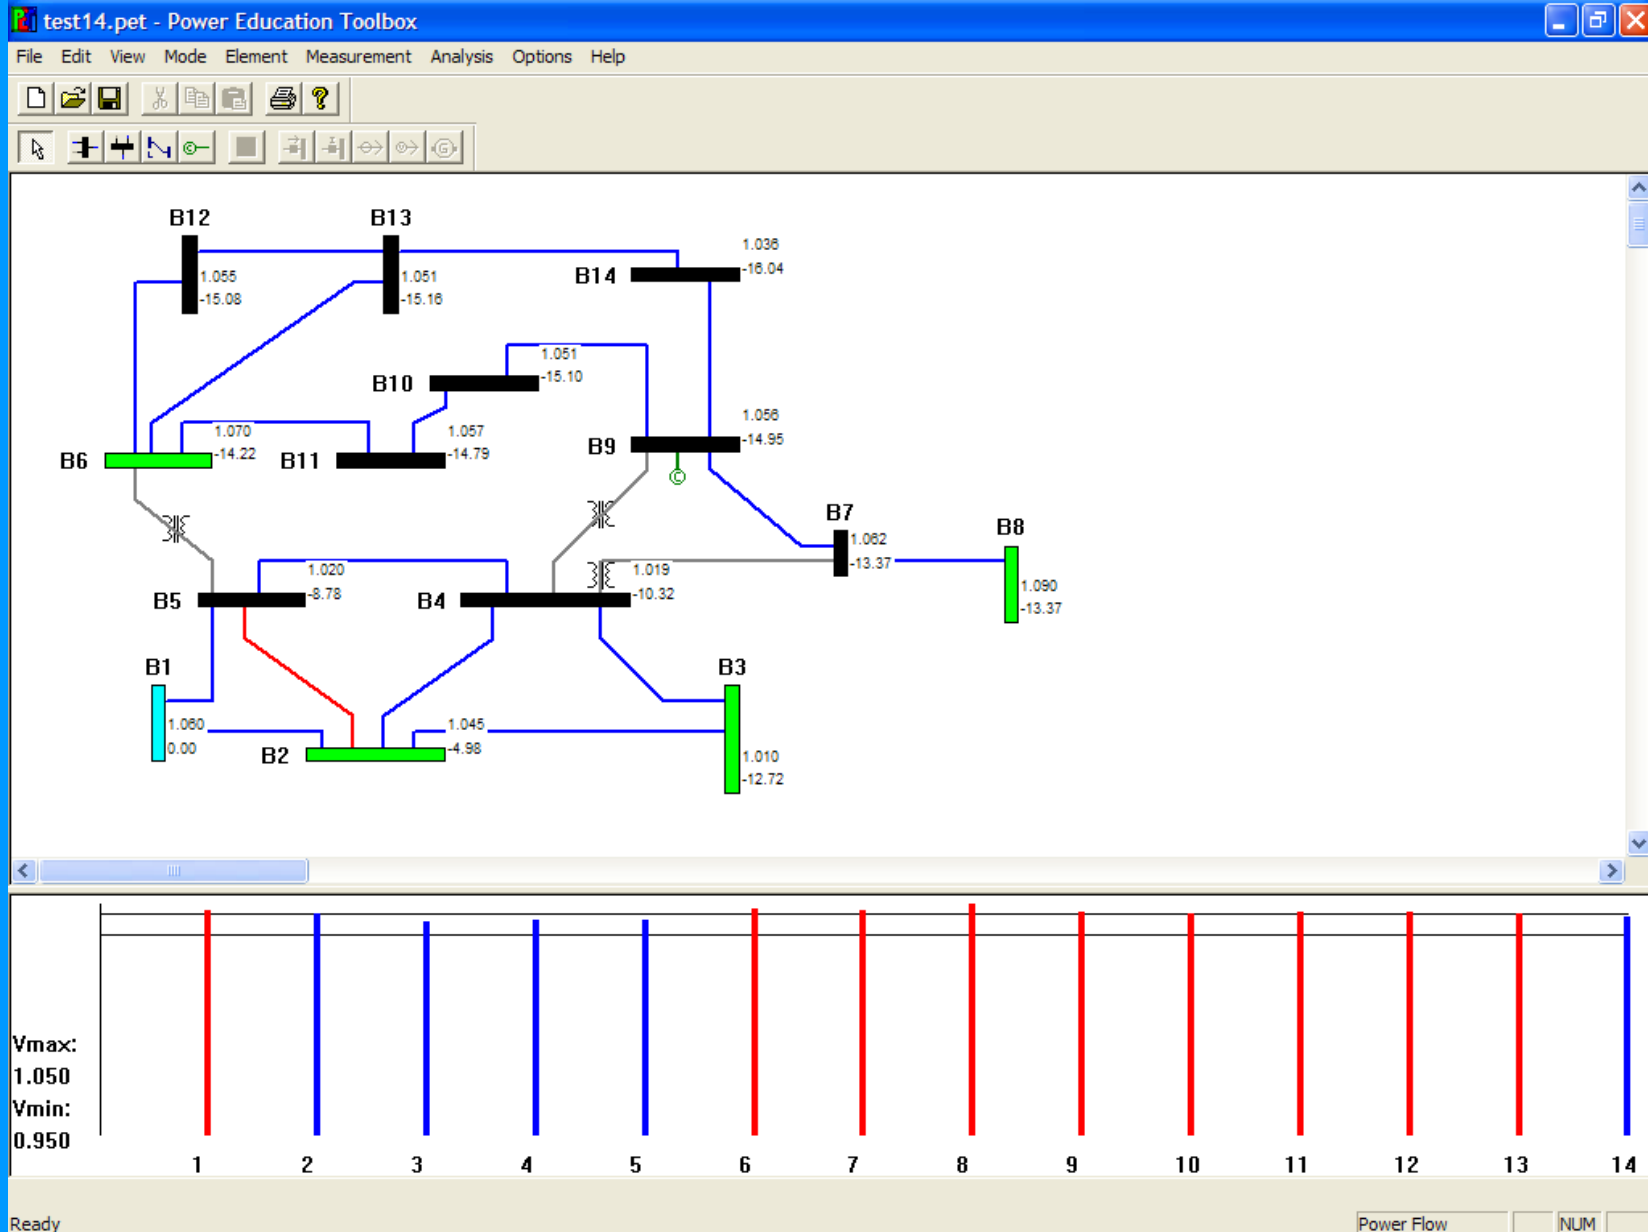 test14.pet - Power Education Toolbox
File Edit View Mode Element Measurement Analysis Options Help
B12 B13
1.036
B14 -16.04
1.055 1.051
-15.08 -15.16
1.051
B10 -15.10
1.056
1.070 1.057 B9 -14.95
B6 -14.22 B11 -14.79
©
B7 B8
1.062
-13.37
1.020 1.019
B5 -8.78 B4 -10.32
1.090
-13.37
B1 B3
1.060 1.045
0.00 B2 -4.98
1.010
-12.72
Vmax:
1.050
Vmin:
0.950
1 2 3 4 5 6 7 8 9 10 11 12 13 14
Ready Power Flow NUM